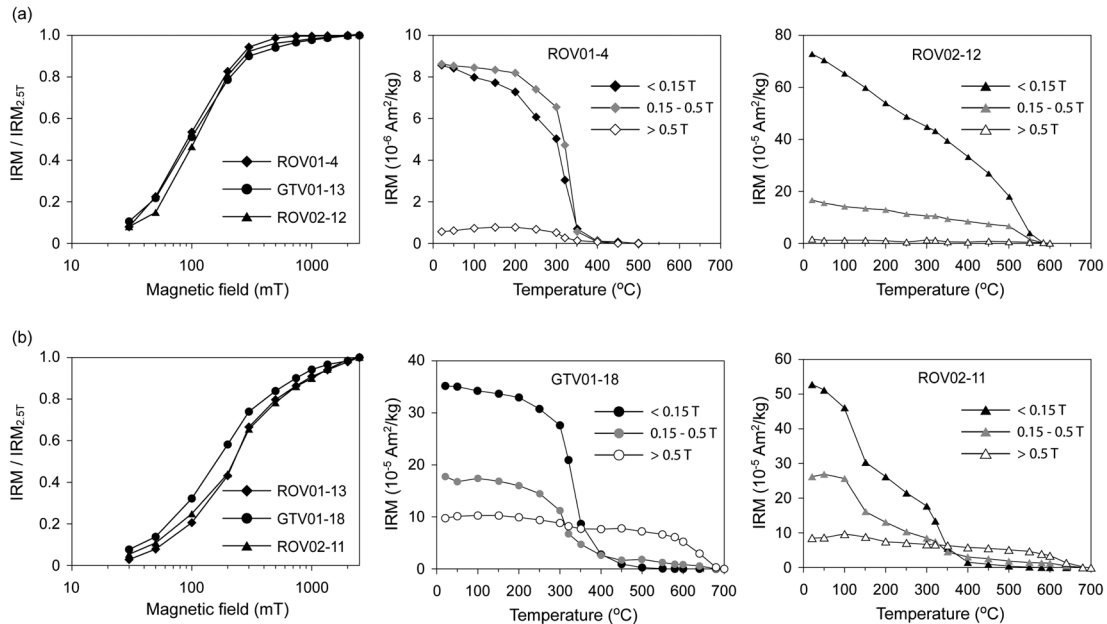 (a)
IRM / IRM2.5T
1.0
0.8
0.6
0.4
0.2
0.0
10 100 1000
Magnetic field (mT)
ROV01-4
GTV01-13
ROV02-12
ROV01-4
IRM (10-6 Am2/kg)
10
8
6
4
2
0
0 100 200 300 400 500 600 700
Temperature (oC)
< 0.15 T
0.15 - 0.5 T
> 0.5 T
ROV02-12
IRM (10-5 Am2/kg)
80
60
40
20
0
0 100 200 300 400 500 600 700
Temperature (oC)
< 0.15 T
0.15 - 0.5 T
> 0.5 T
(b)
IRM / IRM2.5T
1.0
0.8
0.6
0.4
0.2
0.0
10 100 1000
Magnetic field (mT)
ROV01-13
GTV01-18
ROV02-11
GTV01-18
IRM (10-5 Am2/kg)
40
30
20
10
0
0 100 200 300 400 500 600 700
Temperature (oC)
< 0.15 T
0.15 - 0.5 T
> 0.5 T
ROV02-11
IRM (10-5 Am2/kg)
60
50
40
30
20
10
0
0 100 200 300 400 500 600 700
Temperature (oC)
< 0.15 T
0.15 - 0.5 T
> 0.5 T